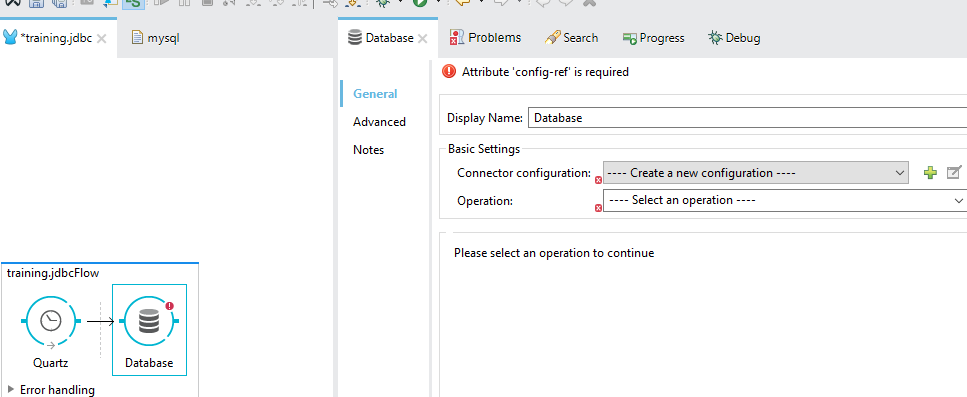 *training.jdbc
mysql
Database
Problems
Search
Progress
Debug
General
Advanced
Notes
Attribute 'config-ref' is required
Display Name: Database
Basic Settings
Connector configuration: ---- Create a new configuration ----
Operation: ---- Select an operation ----
Please select an operation to continue
training.jdbcFlow
Quartz
Database
Error handling